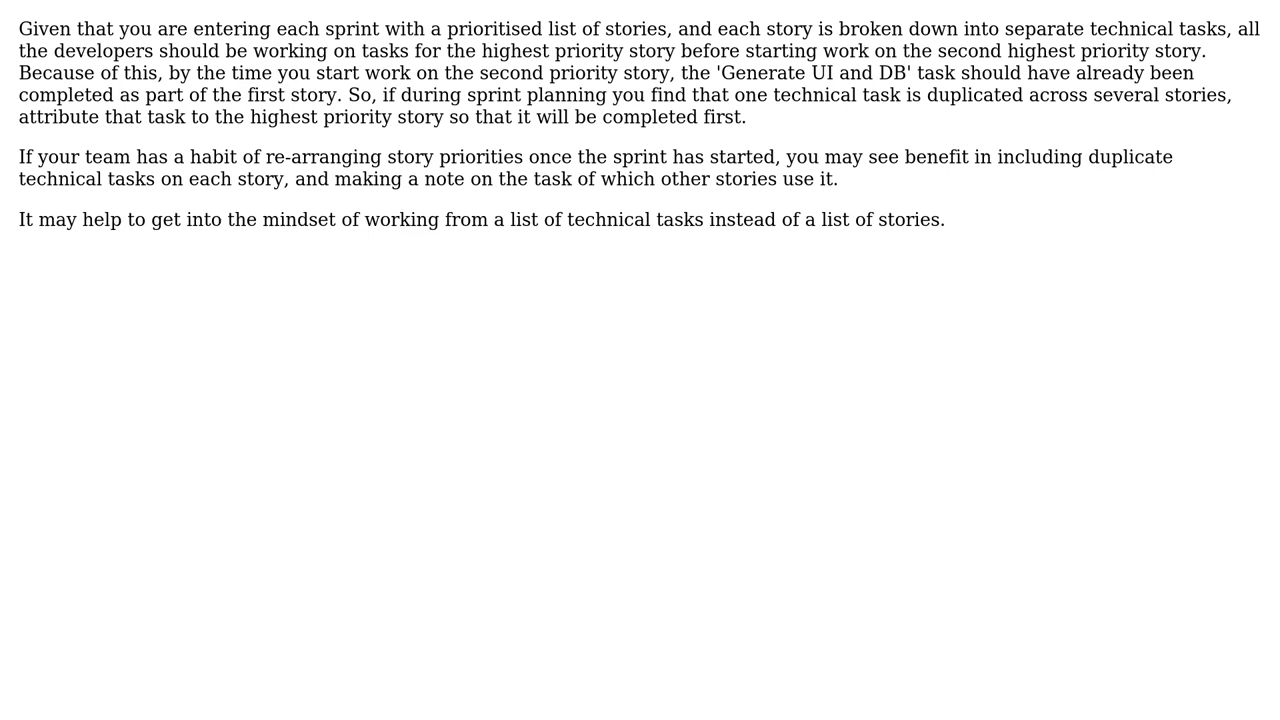 Given that you are entering each sprint with a prioritised list of stories, and each story is broken down into separate technical tasks, all
the developers should be working on tasks for the highest priority story before starting work on the second highest priority story.
Because of this, by the time you start work on the second priority story, the 'Generate UI and DB' task should have already been
completed as part of the first story. So, if during sprint planning you find that one technical task is duplicated across several stories,
attribute that task to the highest priority story so that it will be completed first.
If your team has a habit of re-arranging story priorities once the sprint has started, you may see benefit in including duplicate
technical tasks on each story, and making a note on the task of which other stories use it.
It may help to get into the mindset of working from a list of technical tasks instead of a list of stories.